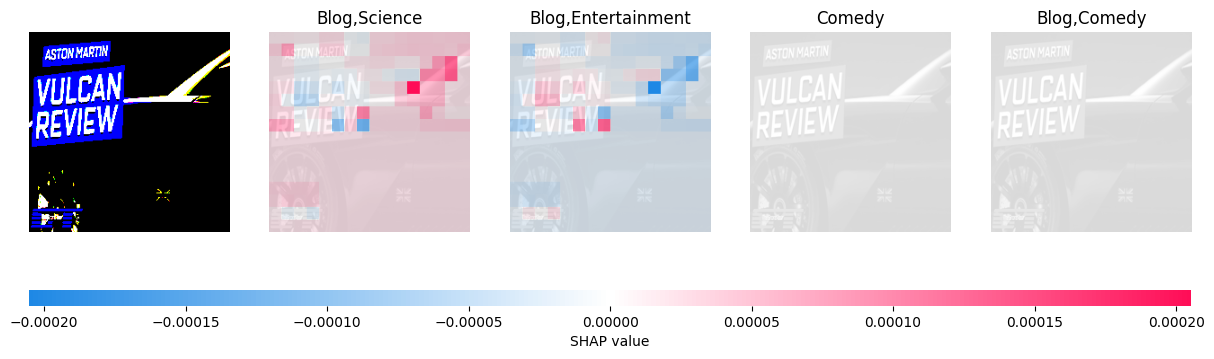 Blog,Science
Blog,Entertainment
Comedy
Blog,Comedy
ASTON MARTIN
VULCAN
REVIEW
ASTON MARTIN
VULCAN
REVIEW
ASTON MARTIN
VULCAN
REVIEW
ASTON MARTIN
VULCAN
REVIEW
ASTON MARTIN
VULCAN
REVIEW
−0.00020 −0.00015 −0.00010 −0.00005 0.00000 0.00005 0.00010 0.00015 0.00020
SHAP value